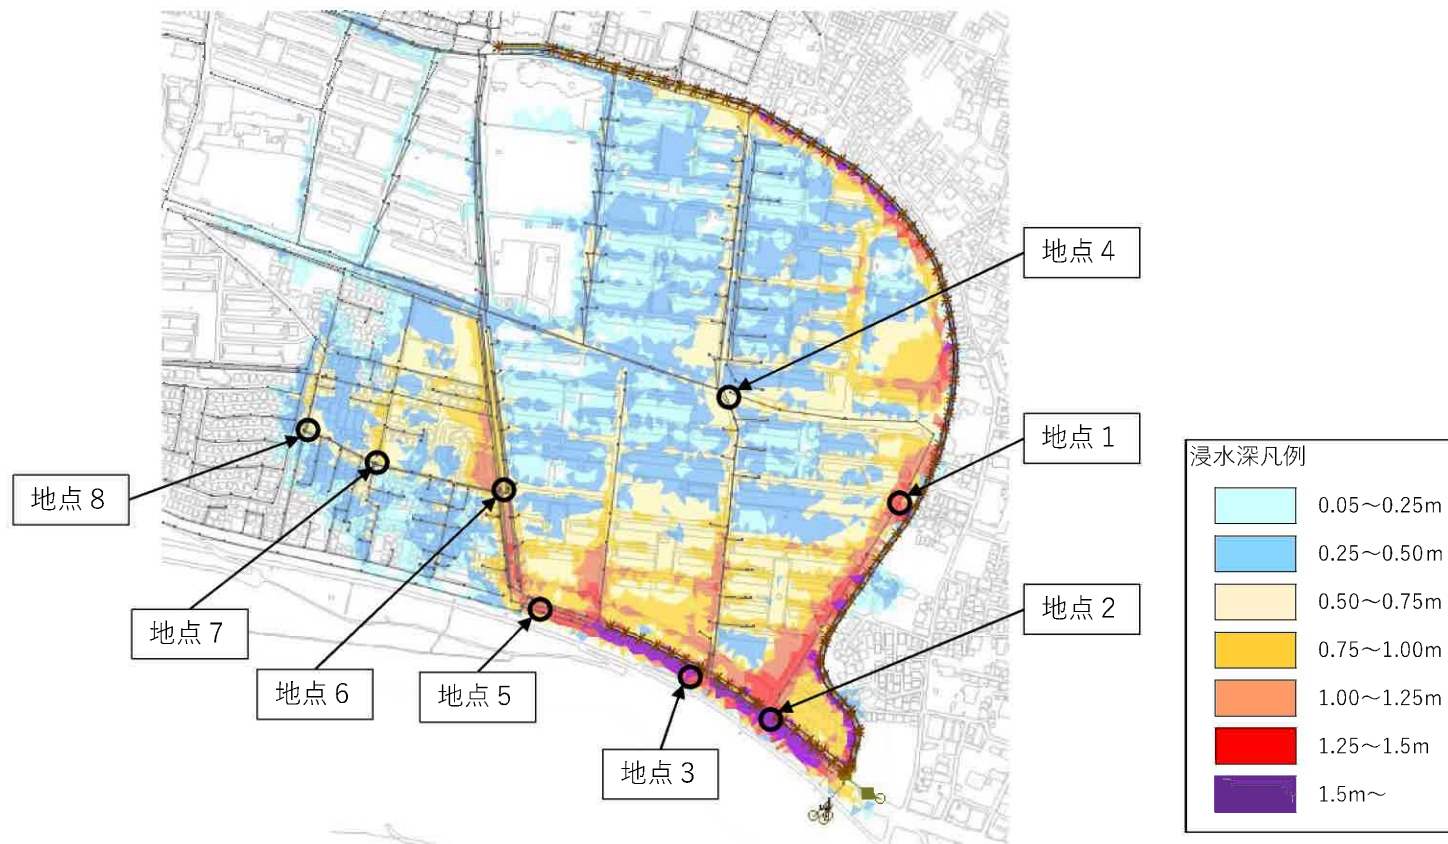 地点４
地点１
地点８
地点２
地点７
地点６
地点５
地点３
浸水深凡例
0.05～0.25m
0.25～0.50m
0.50～0.75m
0.75～1.00m
1.00～1.25m
1.25～1.5m
1.5m～